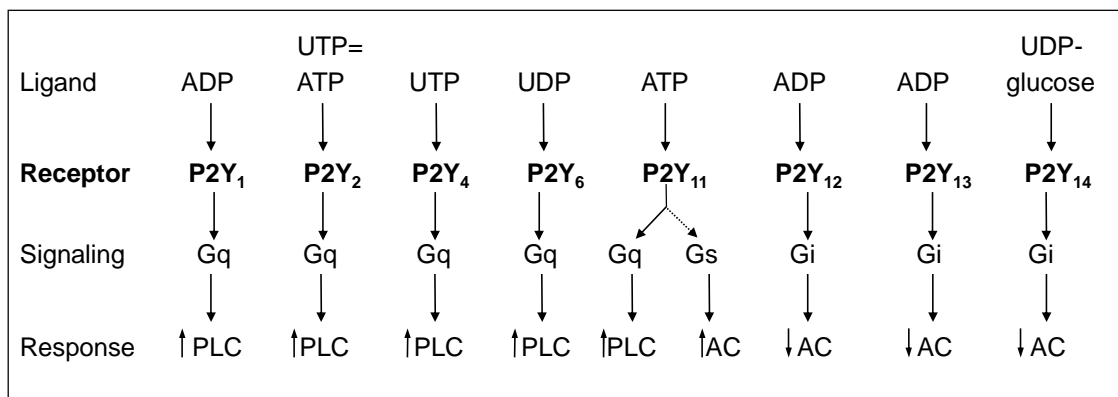 UTP= UDP-
Ligand ADP ATP UTP UDP ATP ADP ADP glucose
Receptor P2Y₁ P2Y₂ P2Y₄ P2Y₆ P2Y₁₁ P2Y₁₂ P2Y₁₃ P2Y₁₄
Signaling Gq Gq Gq Gq Gq Gs Gi Gi Gi
Response ↑PLC ↑PLC ↑PLC ↑PLC ↑PLC ↑AC ↓AC ↓AC ↓AC